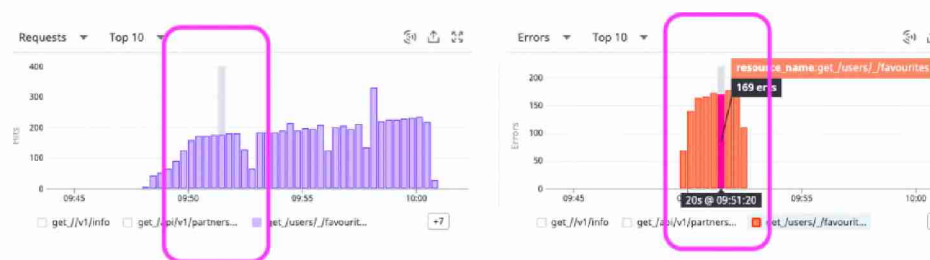 Requests Top 10
400
300
200
100
0
Hits
09:45 09:50 09:55 10:00
get_//v1/info get_/api/v1/partners... get_/users/_/favourit... +7
Errors Top 10
resource_name:get_/users/_/favourites
169 errs
200
150
100
50
0
Errors
09:45 20s @ 09:51:20 09:55 10:00
get_//v1/info get_/api/v1/partners... get_/users/_/favourit...